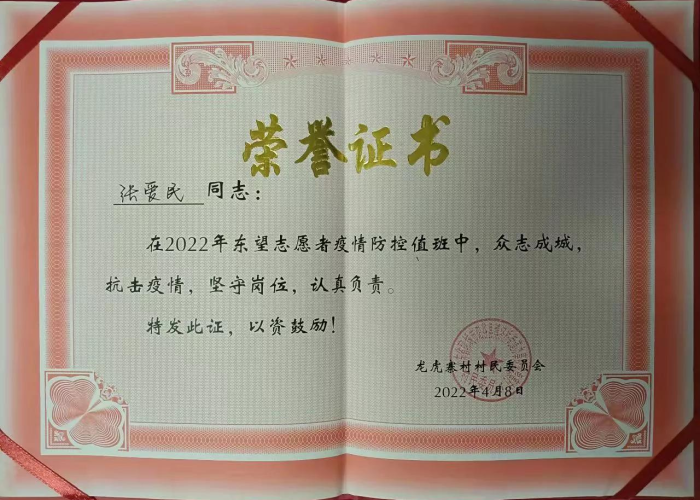 荣誉证书
张爱民 同志：
在2022年东望志愿者疫情防控值班中，众志成城，
抗击疫情，坚守岗位，认真负责。
特发此证，以资鼓励！
龙虎寨村村民委员会
2022年4月8日